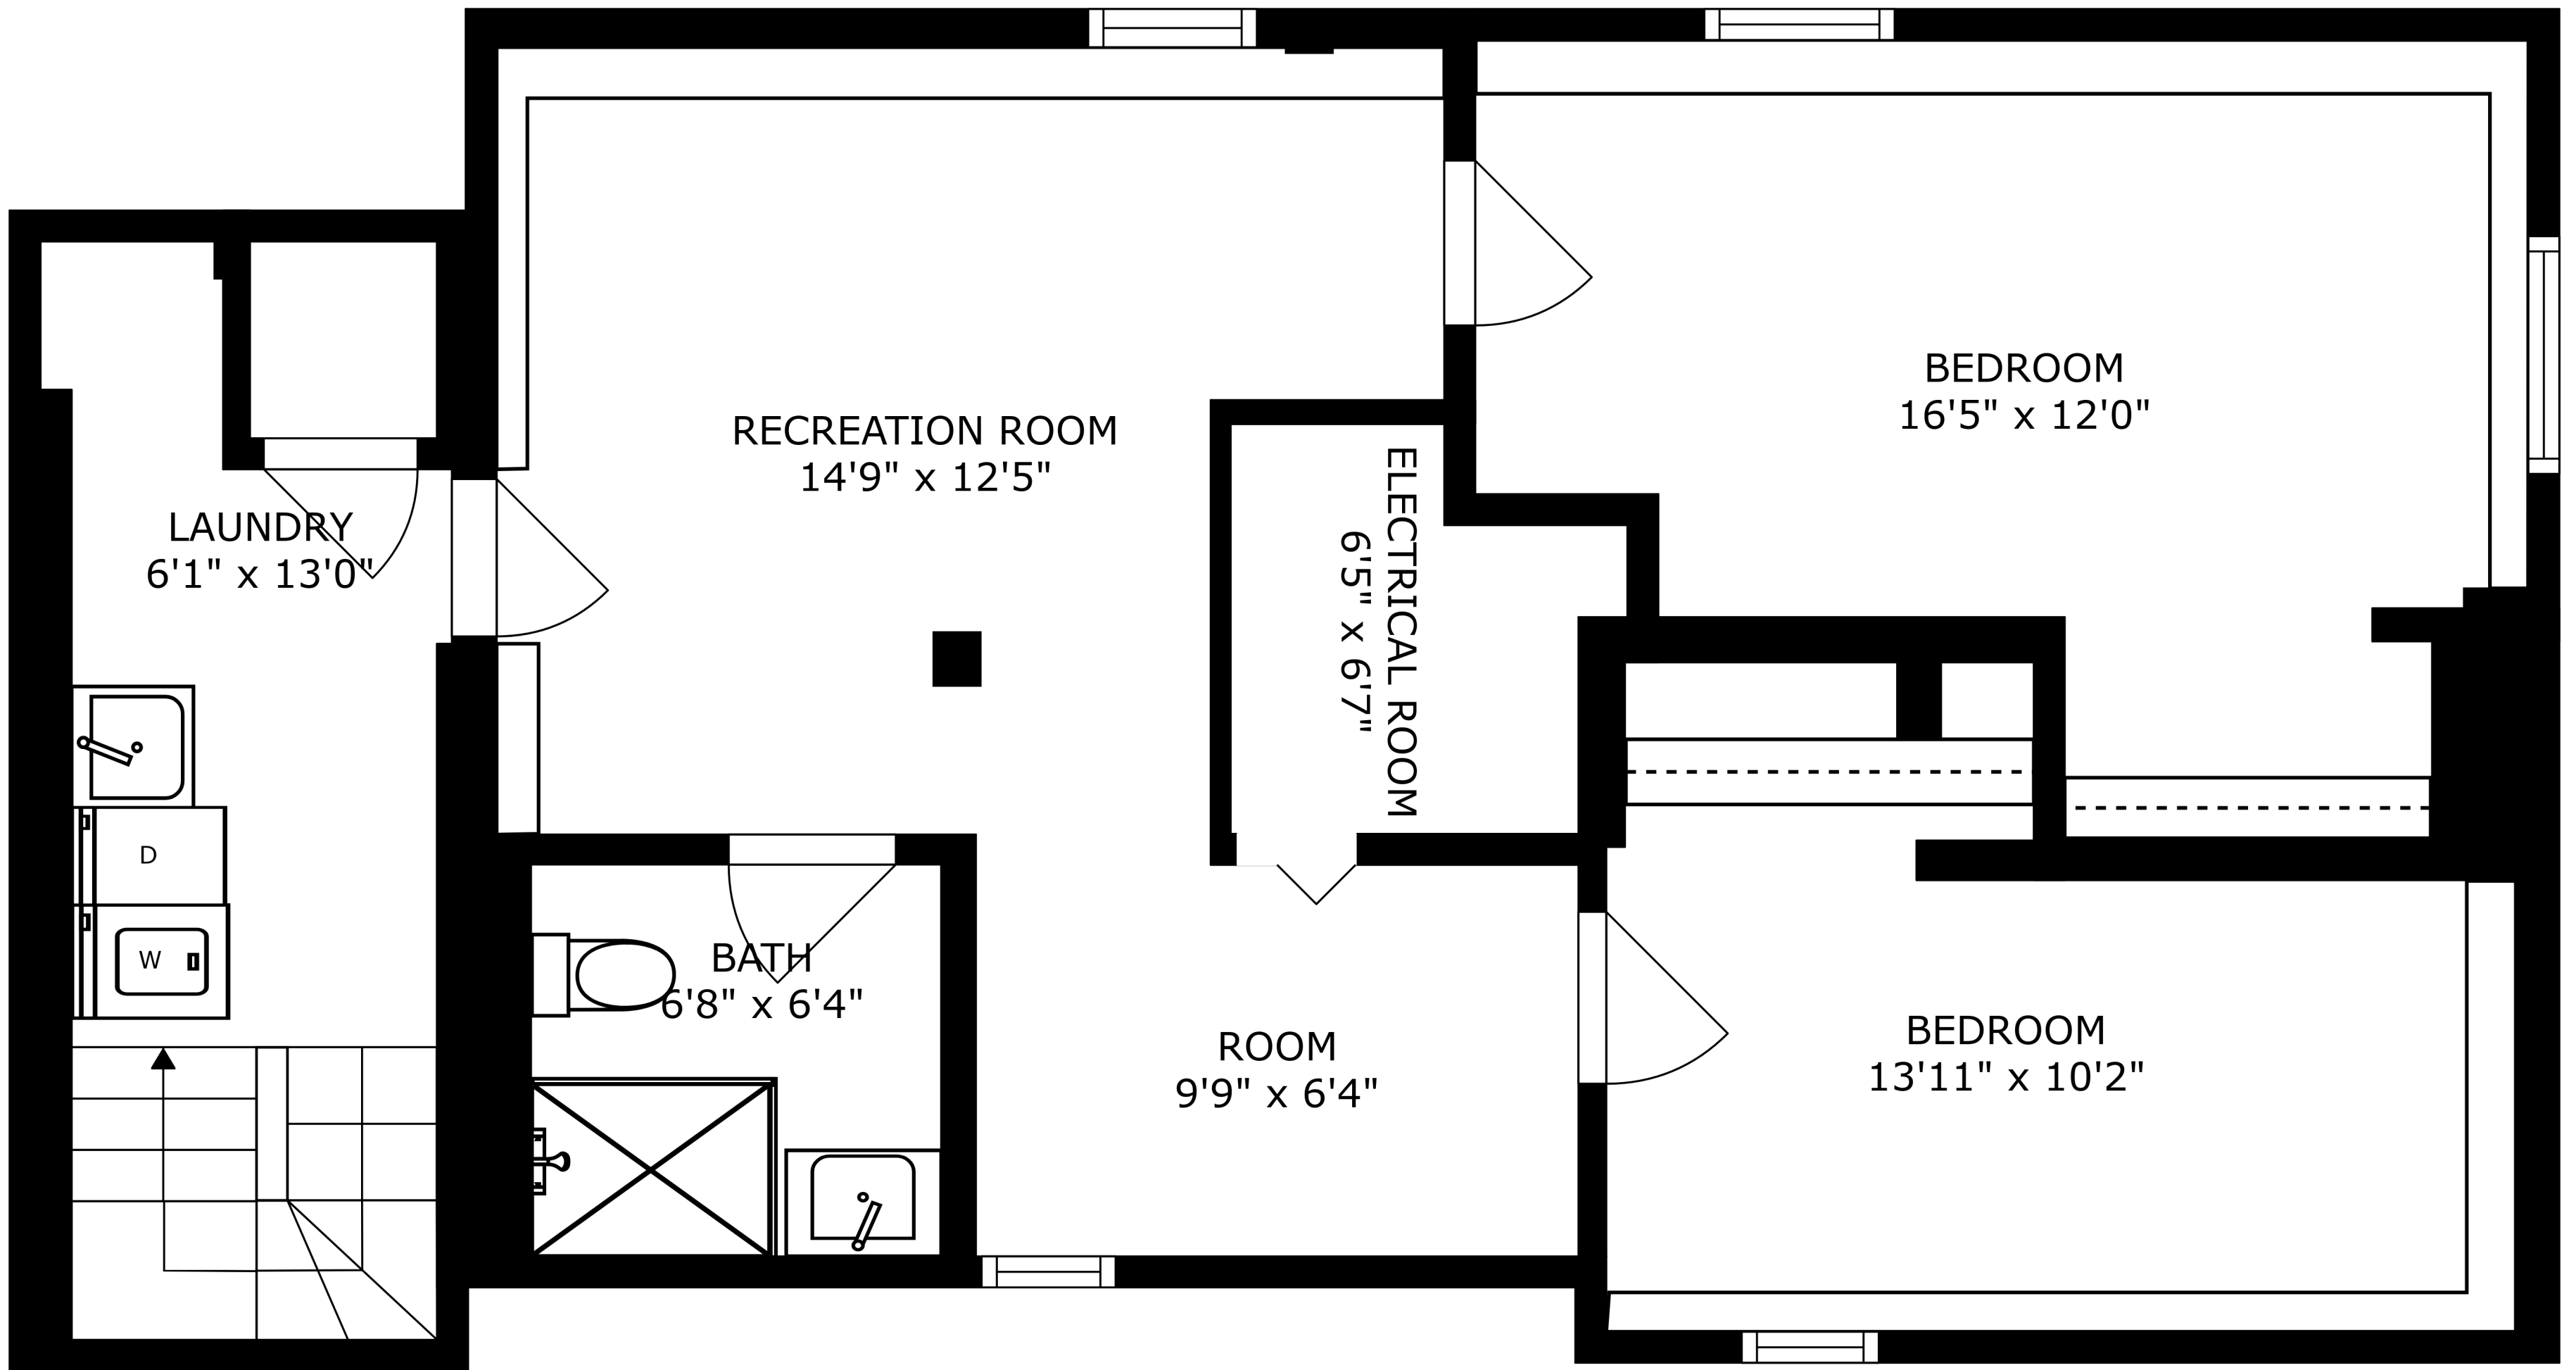 BEDROOM
16'5" x 12'0"
RECREATION ROOM
14'9" x 12'5"
ELECTRICAL ROOM
6'5" x 6'7"
LAUNDRY
6'1" x 13'0"
D
W
BATH
6'8" x 6'4"
ROOM
9'9" x 6'4"
BEDROOM
13'11" x 10'2"